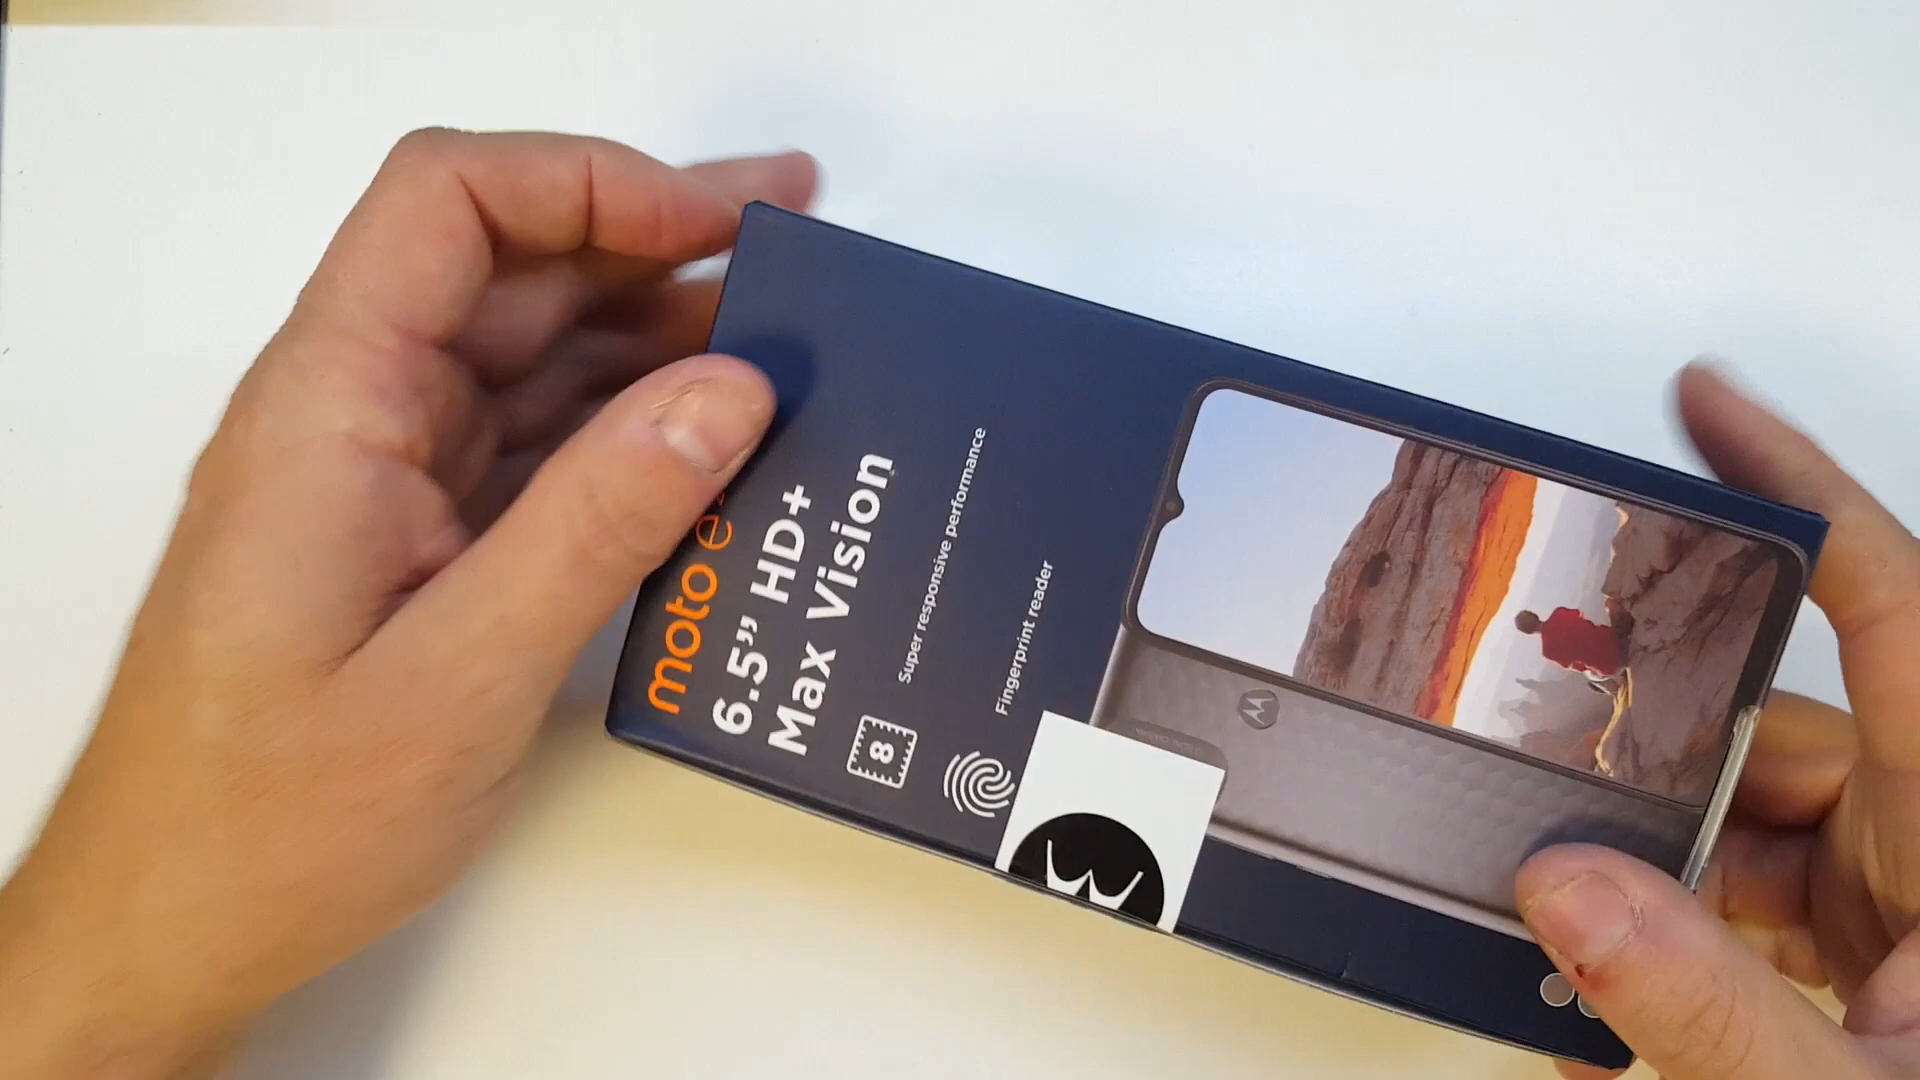 moto e
6.5” HD+
Max Vision
8
Super responsive performance
Fingerprint reader